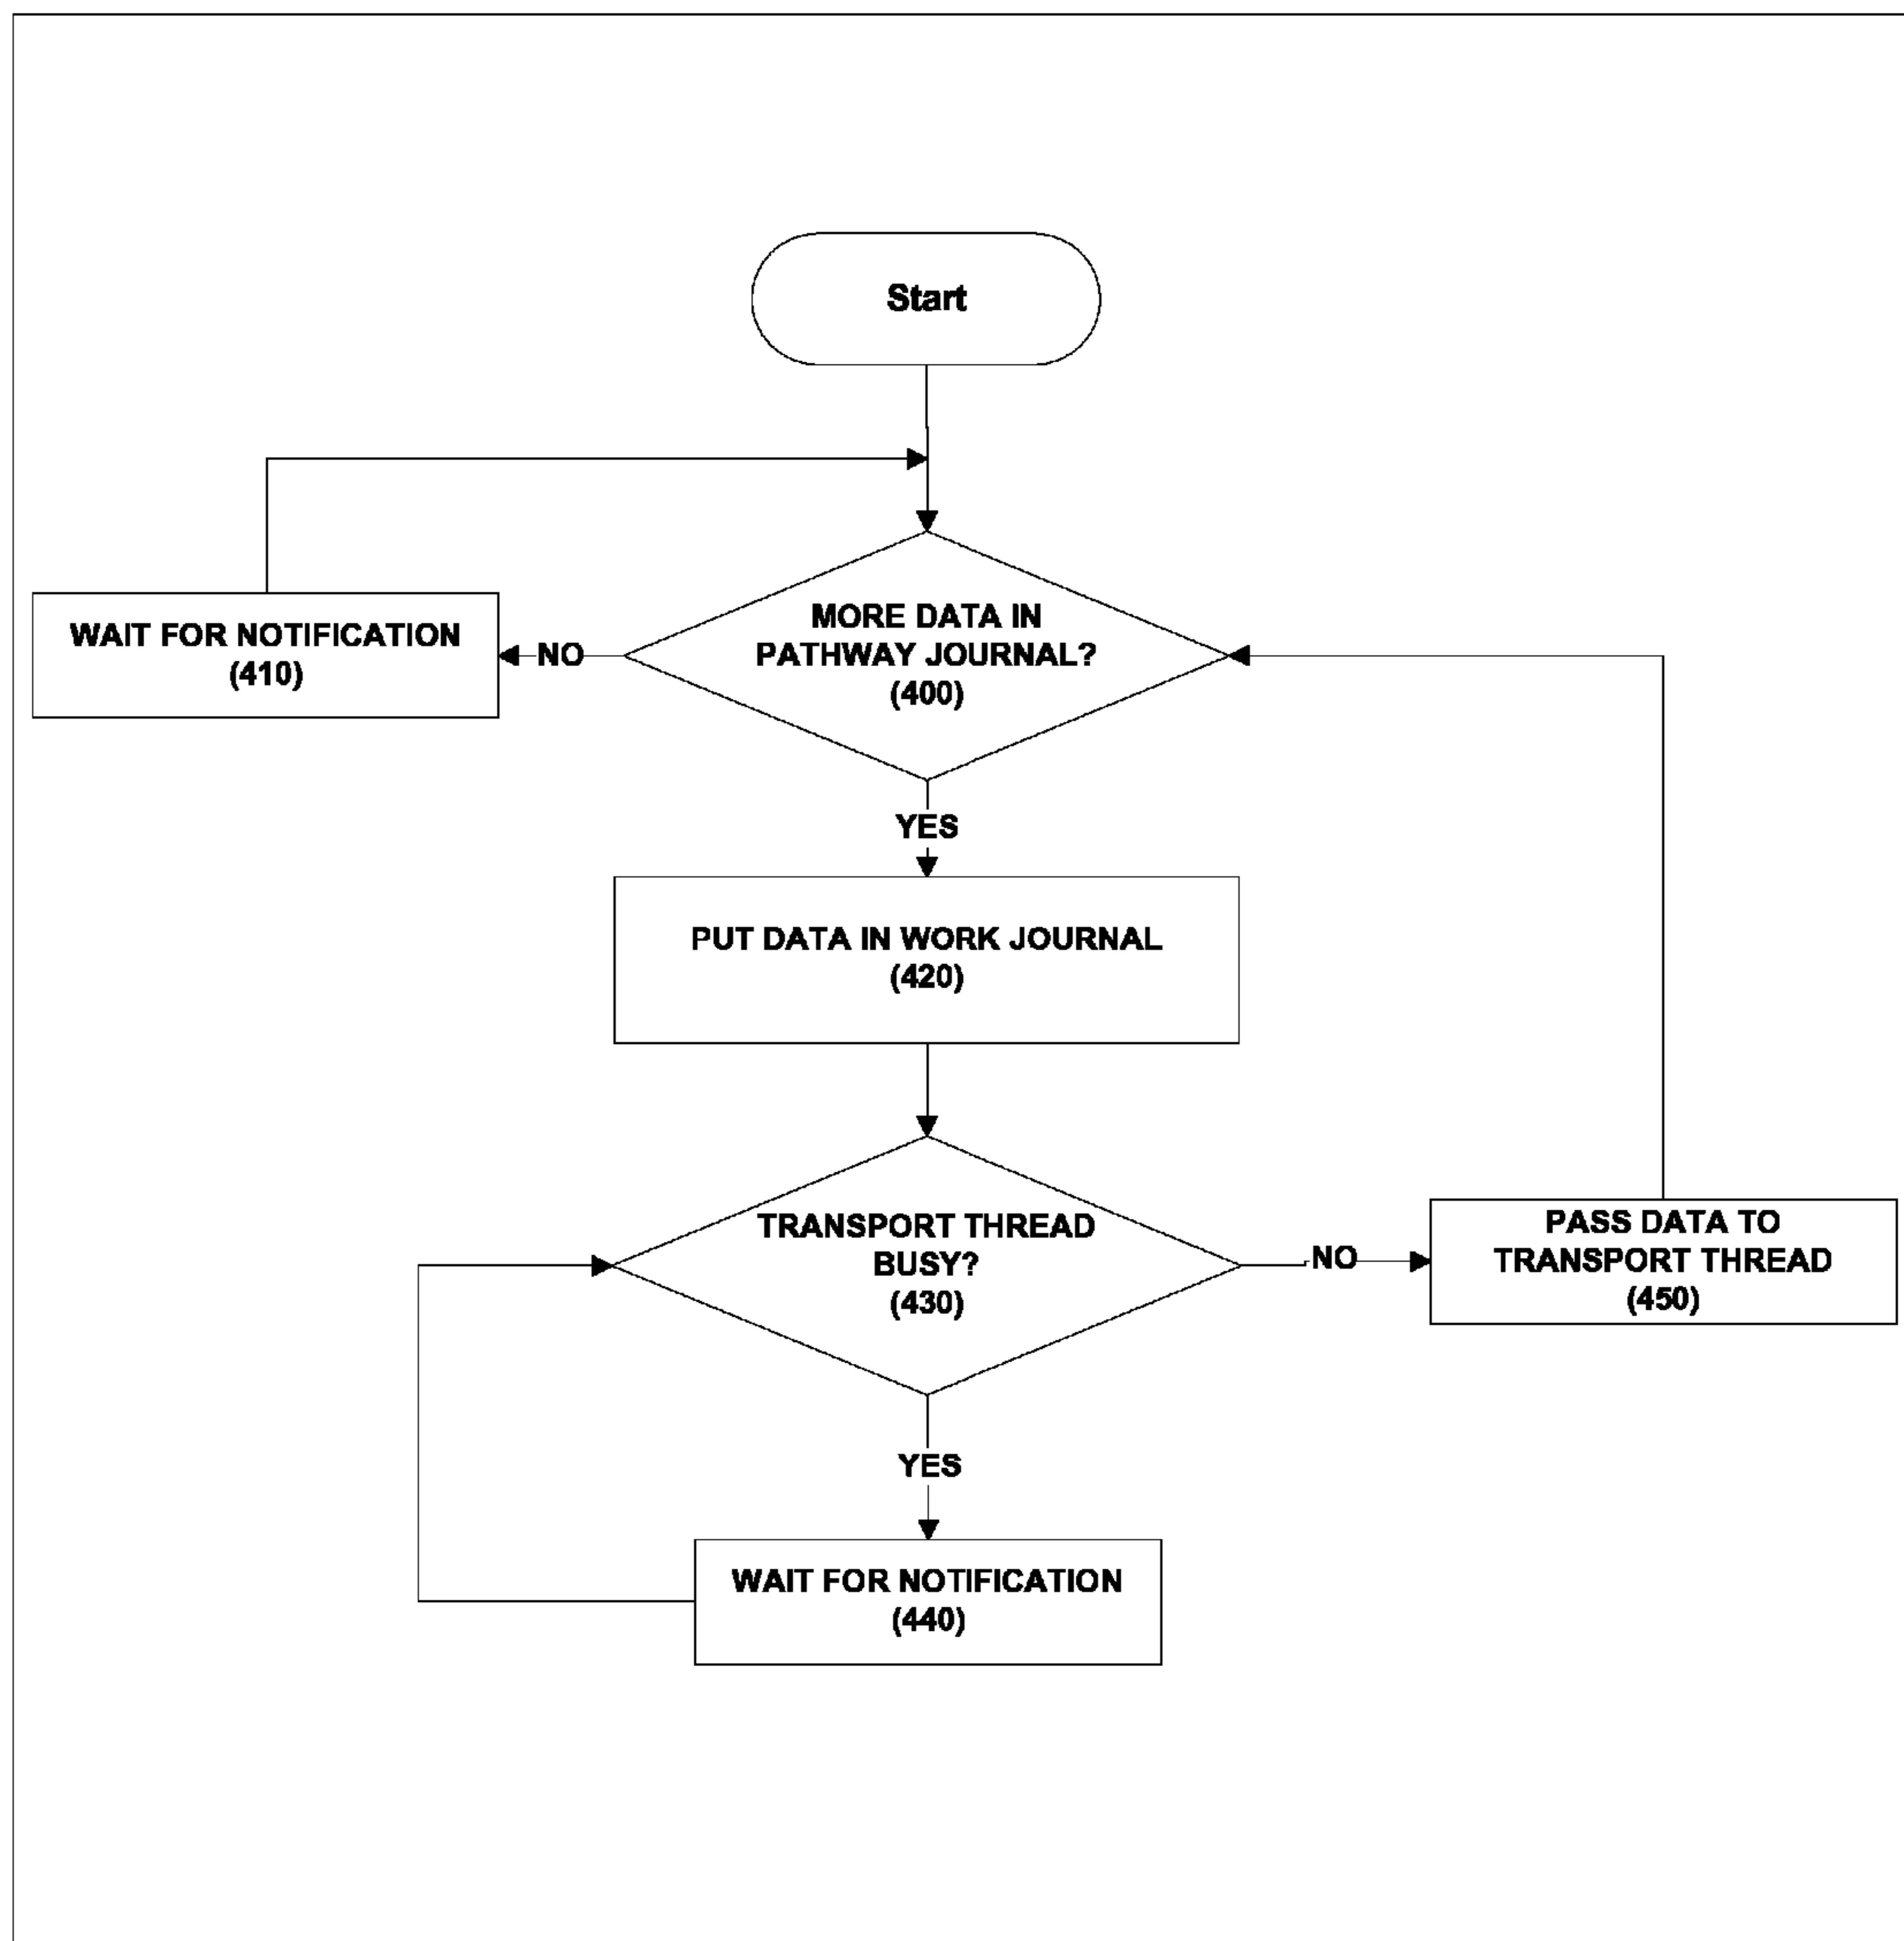 Start
MORE DATA IN
PATHWAY JOURNAL?
(400)
NO
WAIT FOR NOTIFICATION
(410)
YES
PUT DATA IN WORK JOURNAL
(420)
TRANSPORT THREAD
BUSY?
(430)
NO
PASS DATA TO
TRANSPORT THREAD
(450)
YES
WAIT FOR NOTIFICATION
(440)